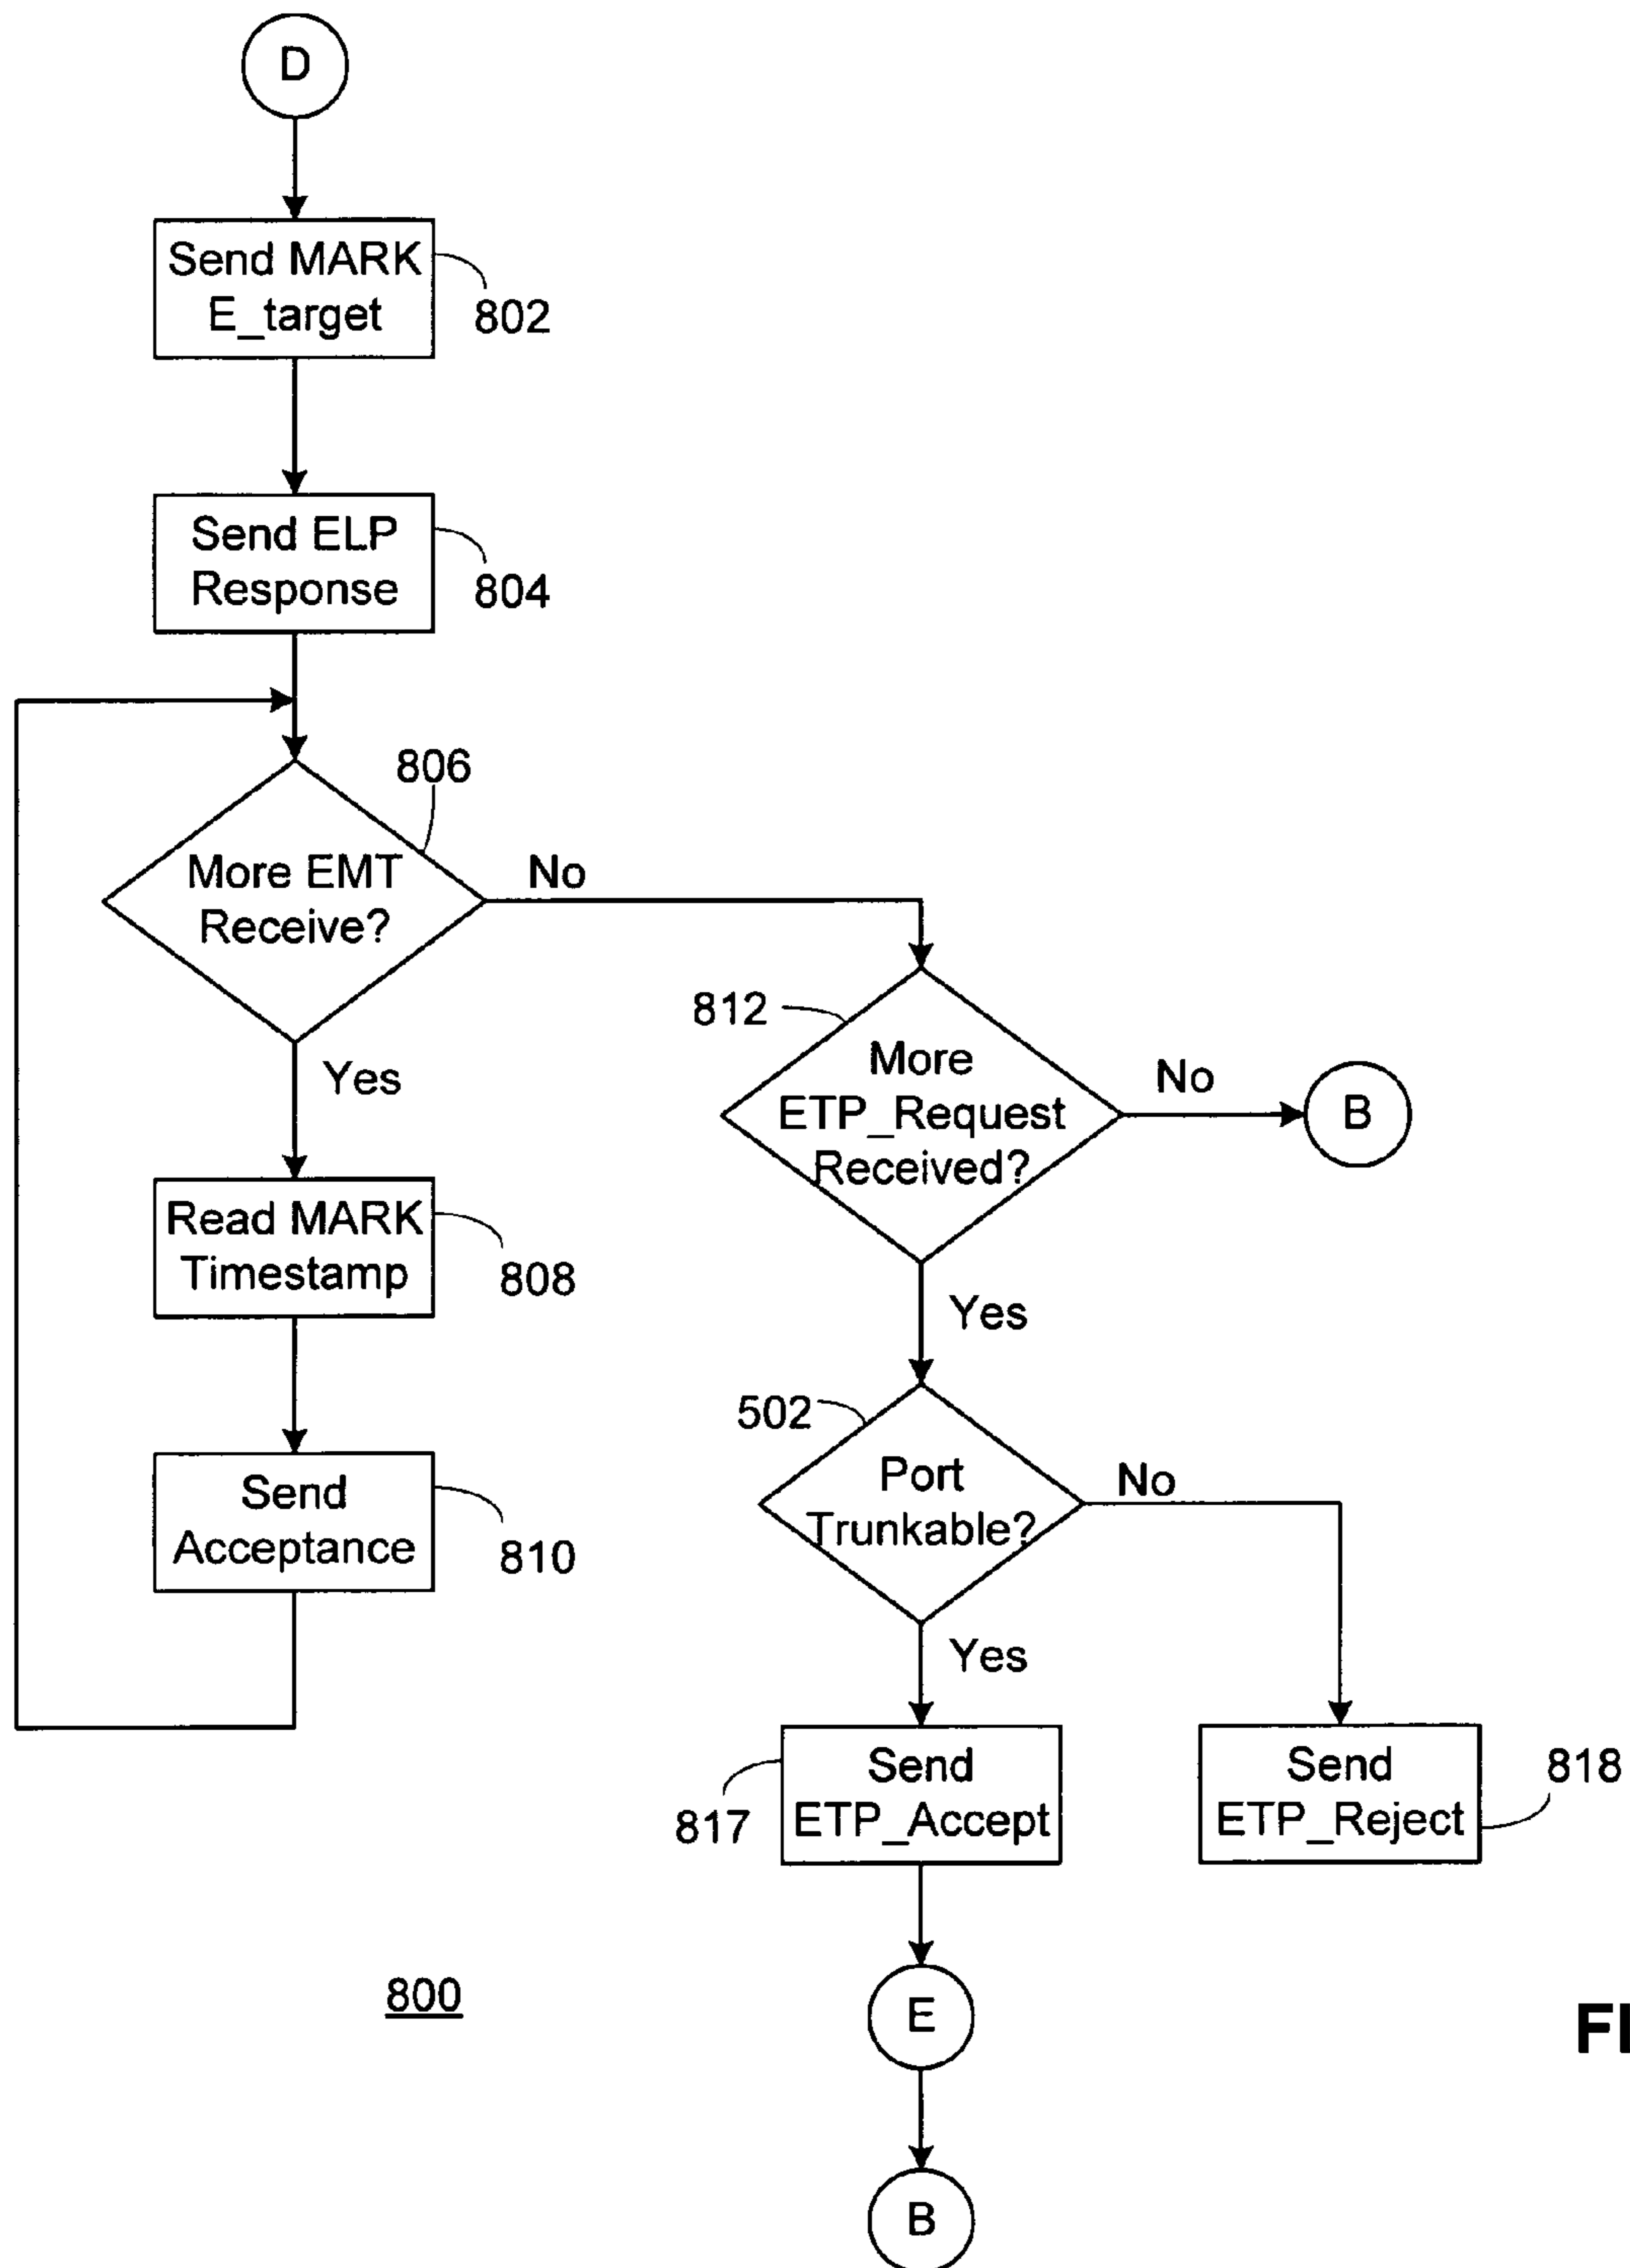 D
Send MARK
E_target
802
Send ELP
Response
804
806
More EMT
Receive?
No
Yes
812
More
ETP_Request
Received?
No
B
Read MARK
Timestamp
808
Yes
502
Port
Trunkable?
No
Send
Acceptance
810
Yes
Send
ETP_Accept
817
Send
ETP_Reject
818
800
E
B